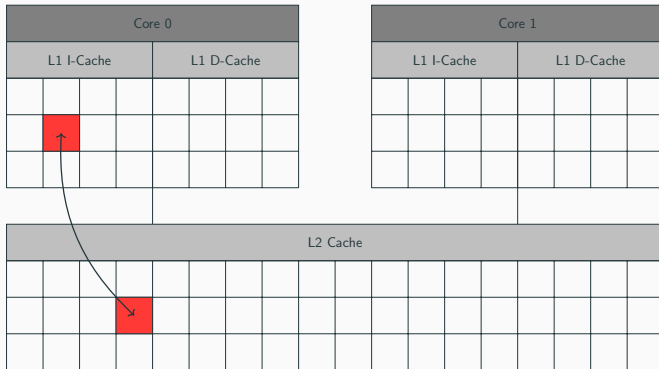 Core 0
Core 1
L1 I-Cache
L1 D-Cache
L1 I-Cache
L1 D-Cache
L2 Cache